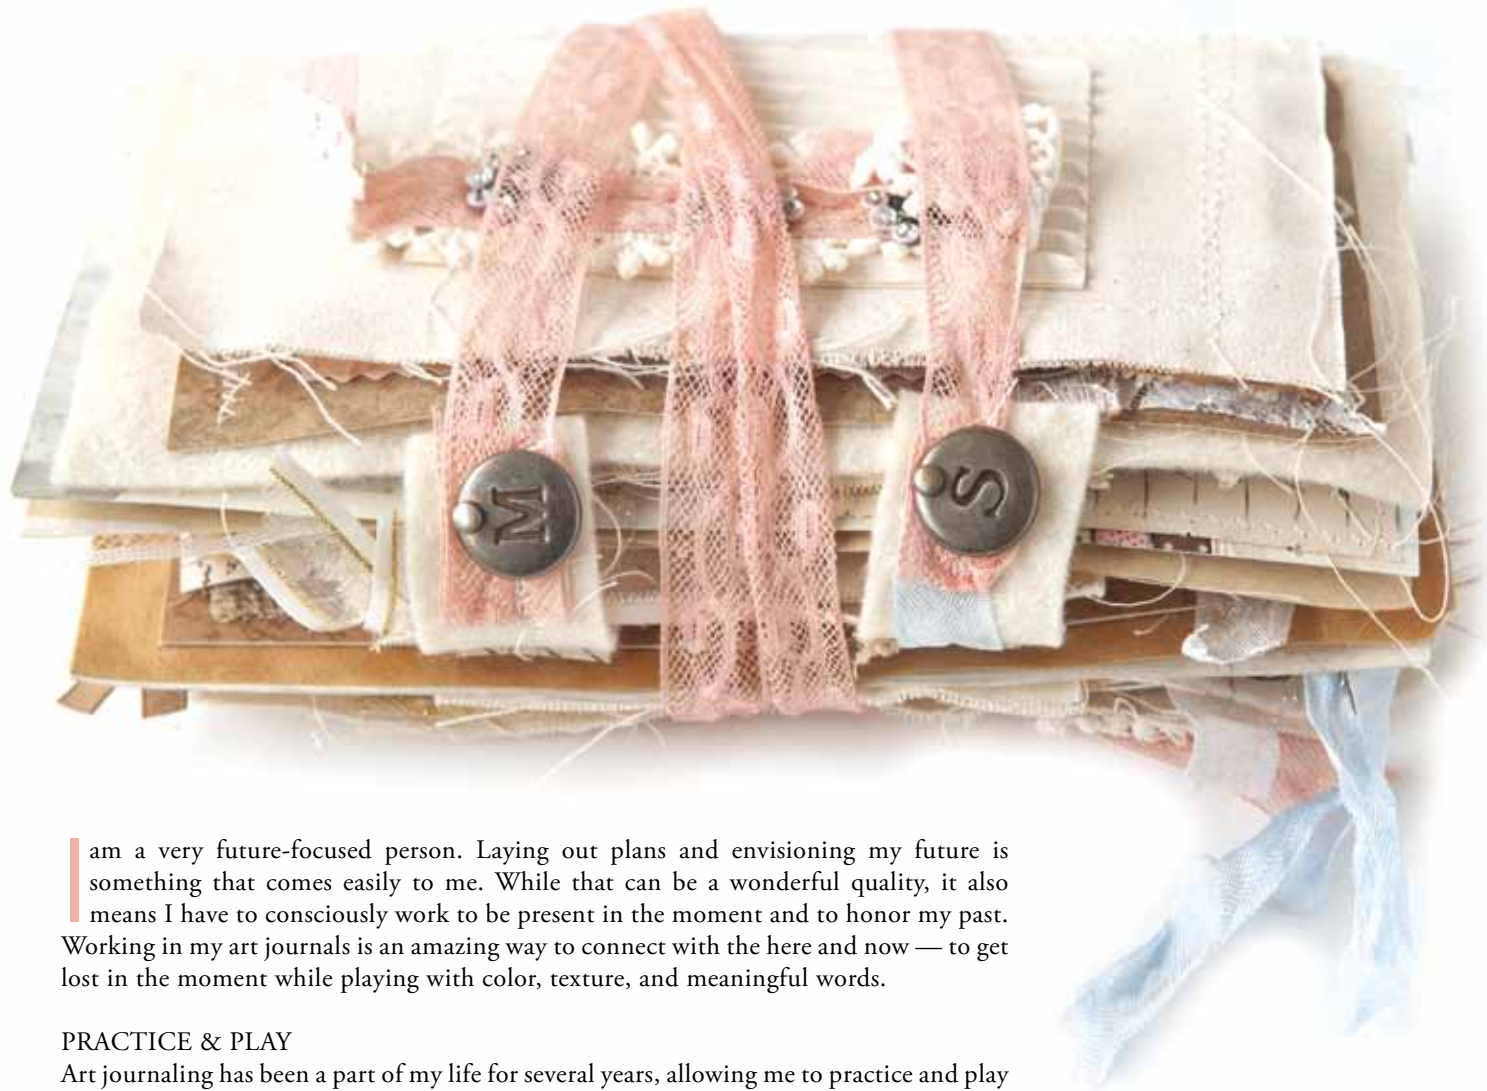 M
S
I am a very future-focused person. Laying out plans and envisioning my future is
something that comes easily to me. While that can be a wonderful quality, it also
means I have to consciously work to be present in the moment and to honor my past.
Working in my art journals is an amazing way to connect with the here and now — to get
lost in the moment while playing with color, texture, and meaningful words.
PRACTICE & PLAY
Art journaling has been a part of my life for several years, allowing me to practice and play